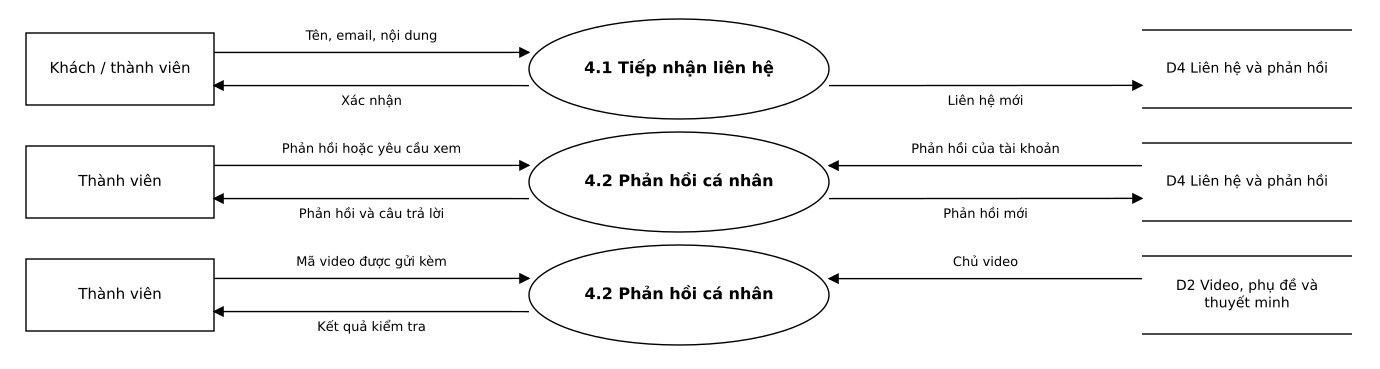 Tên, email, nội dung
Khách / thành viên
4.1 Tiếp nhận liên hệ
D4 Liên hệ và phản hồi
Xác nhận
Liên hệ mới
Phản hồi hoặc yêu cầu xem
Phản hồi của tài khoản
Thành viên
4.2 Phản hồi cá nhân
D4 Liên hệ và phản hồi
Phản hồi và câu trả lời
Phản hồi mới
Mã video được gửi kèm
Chủ video
Thành viên
4.2 Phản hồi cá nhân
D2 Video, phụ đề và
thuyết minh
Kết quả kiểm tra